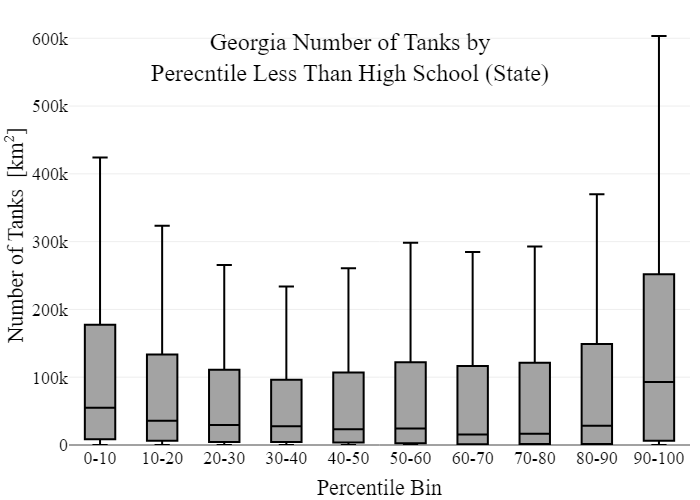 Georgia Number of Tanks by
Perecntile Less Than High School (State)
Number of Tanks [km²]
600k
500k
400k
300k
200k
100k
0
0-10 10-20 20-30 30-40 40-50 50-60 60-70 70-80 80-90 90-100
Percentile Bin